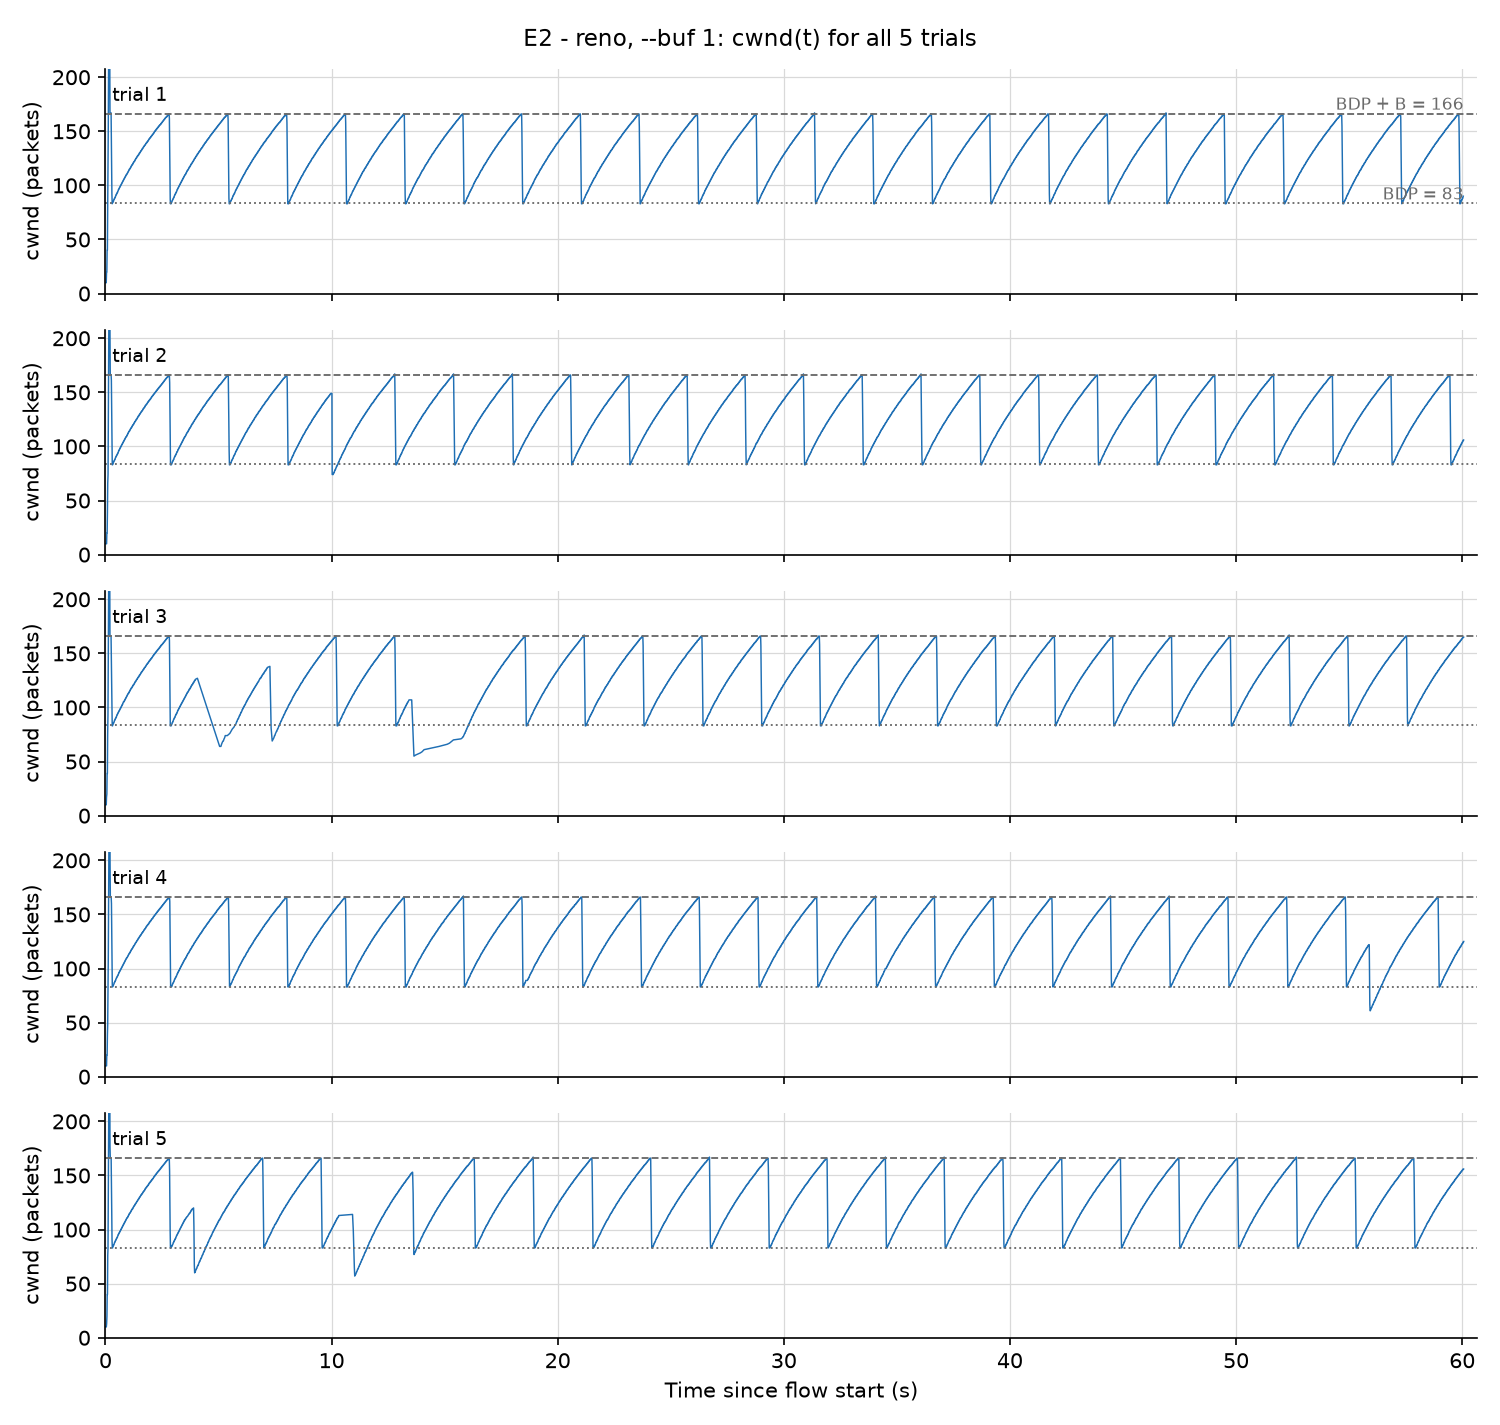 E2 - reno, --buf 1: cwnd(t) for all 5 trials
cwnd (packets)
200
150
100
50
0
trial 1
BDP + B = 166
BDP = 83
cwnd (packets)
200
150
100
50
0
trial 2
cwnd (packets)
200
150
100
50
0
trial 3
cwnd (packets)
200
150
100
50
0
trial 4
cwnd (packets)
200
150
100
50
0
trial 5
0 10 20 30 40 50 60
Time since flow start (s)